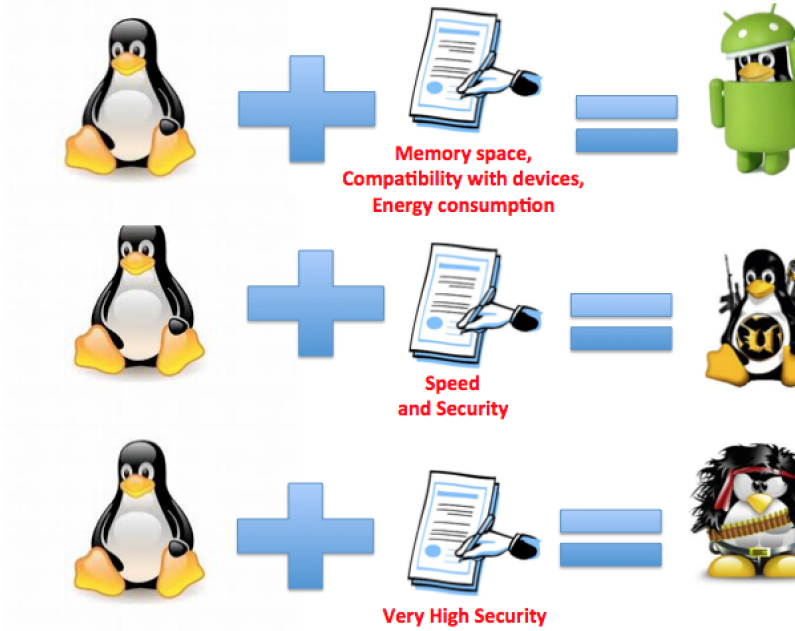 Memory space,
Compatibility with devices,
Energy consumption
Speed
and Security
Very High Security